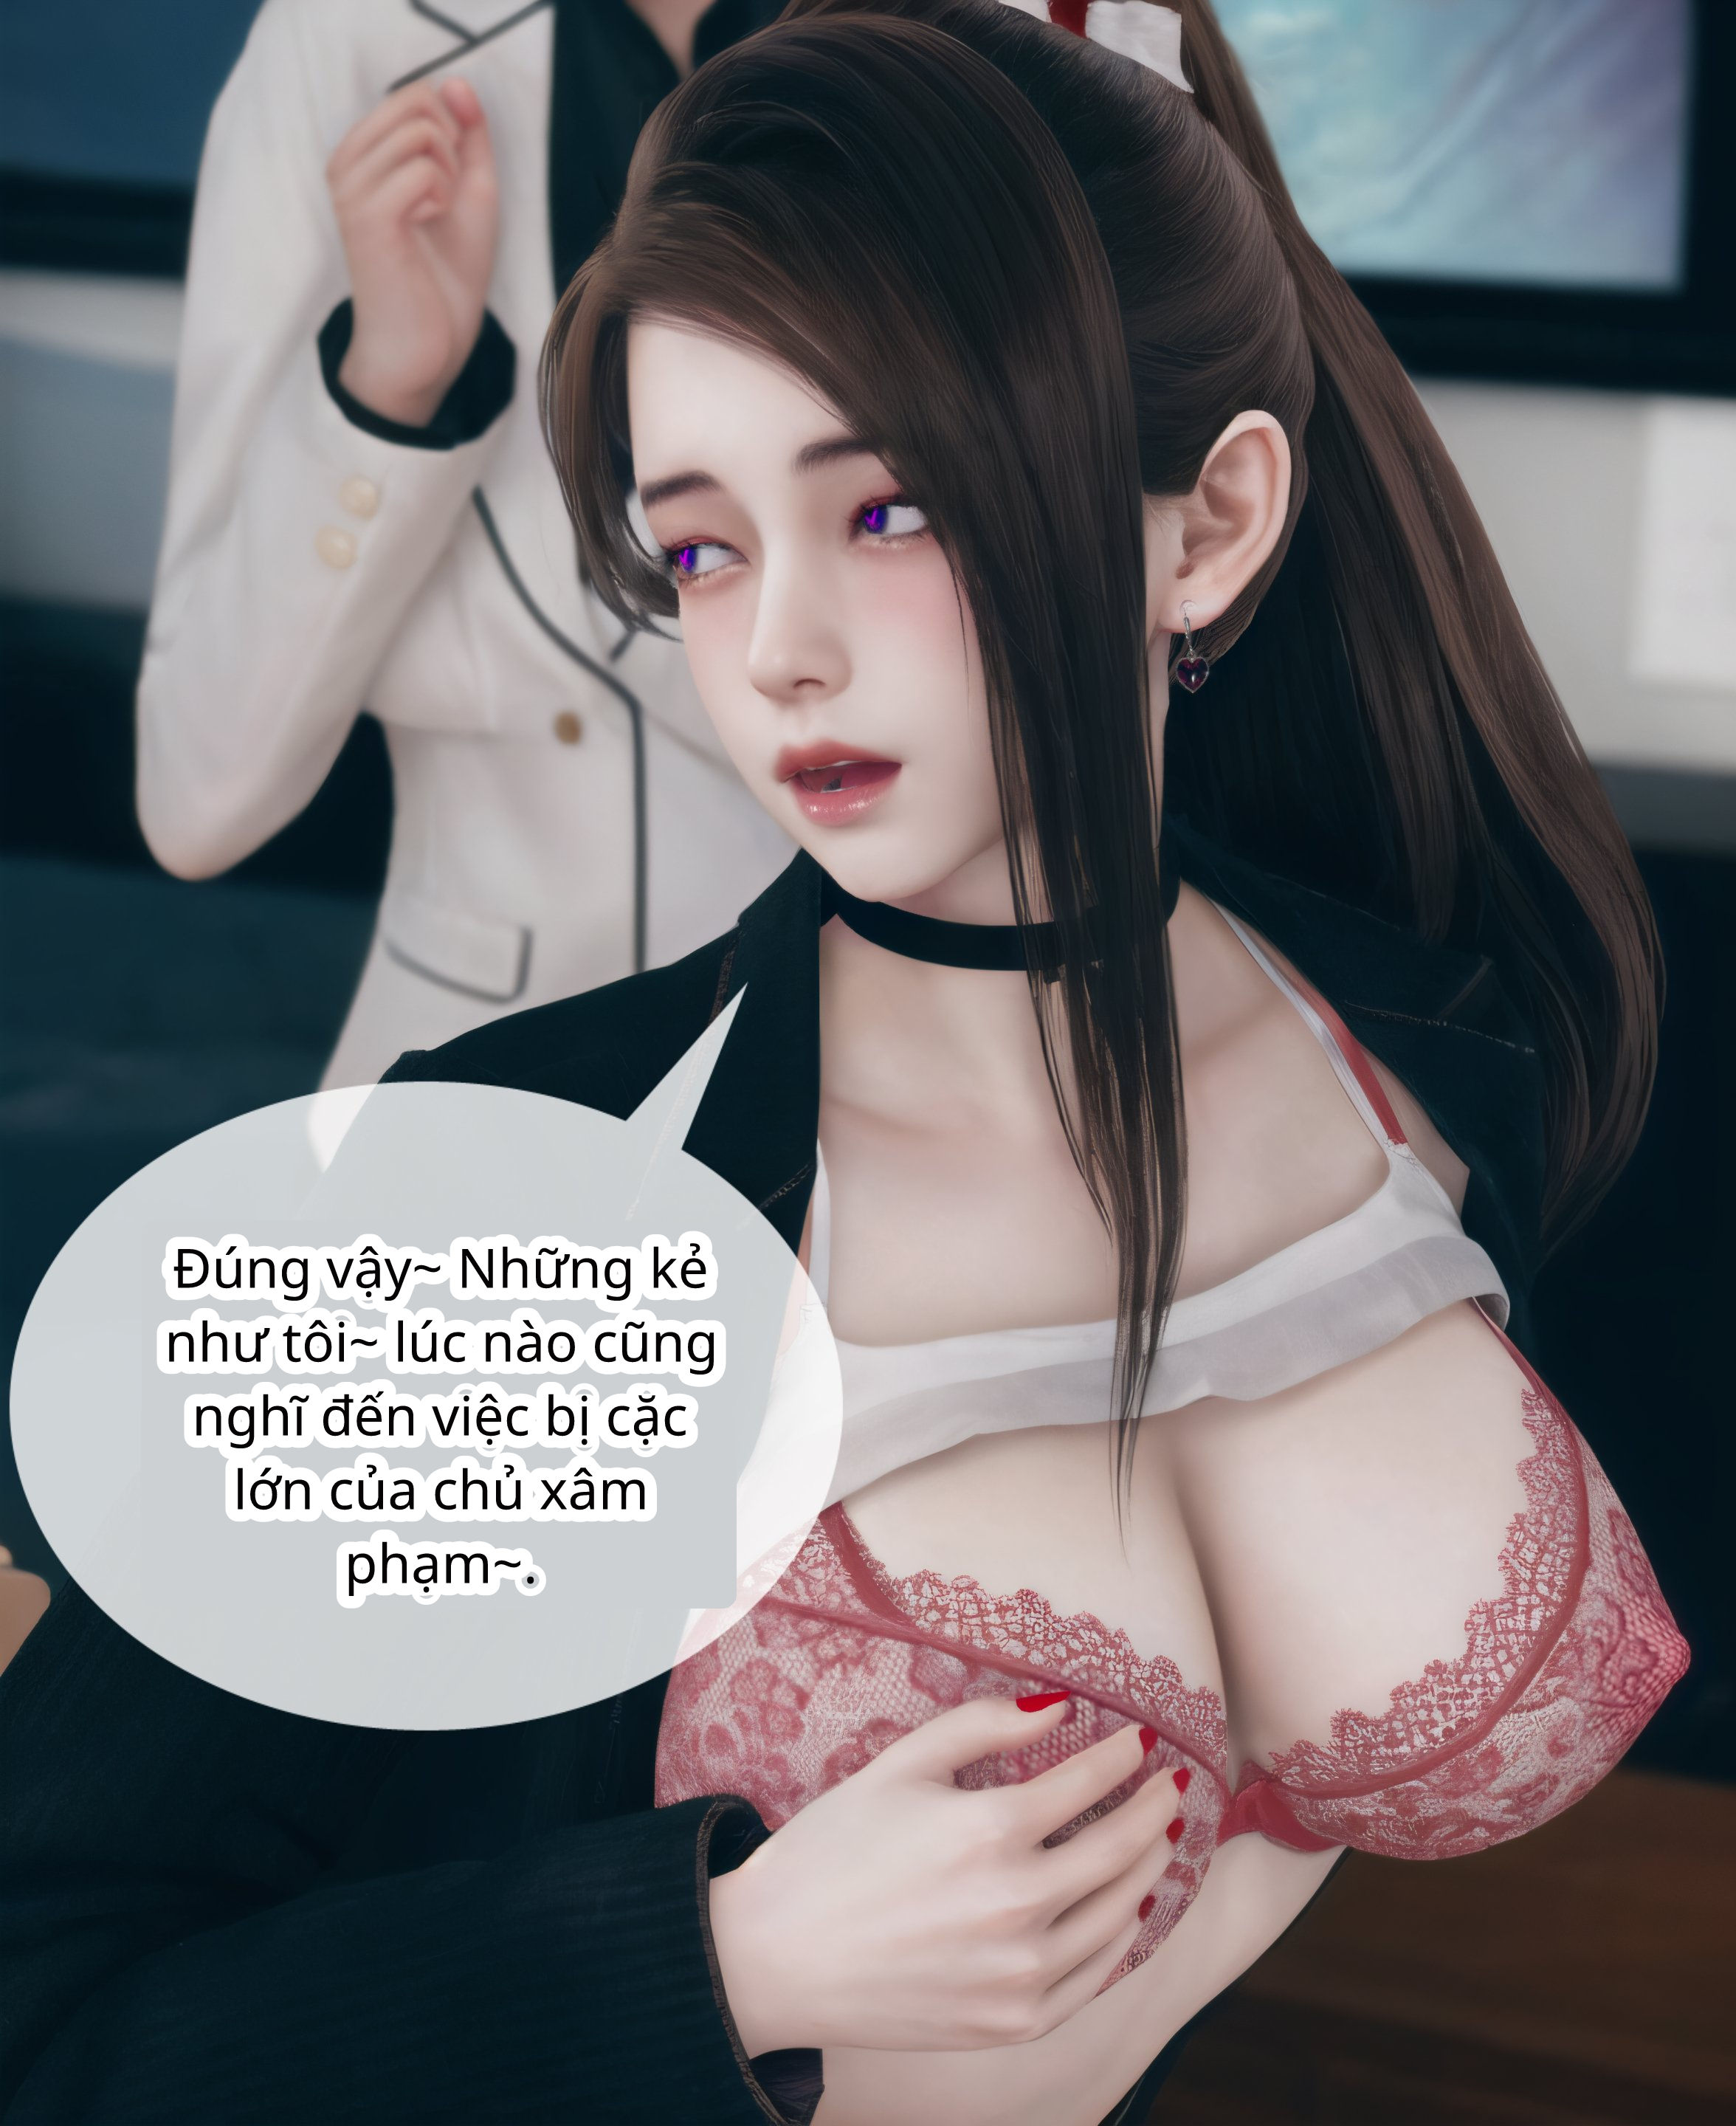 Đúng vậy~ Những kẻ
như tôi~ lúc nào cũng
nghĩ đến việc bị cặc
lớn của chủ xâm
phạm~.